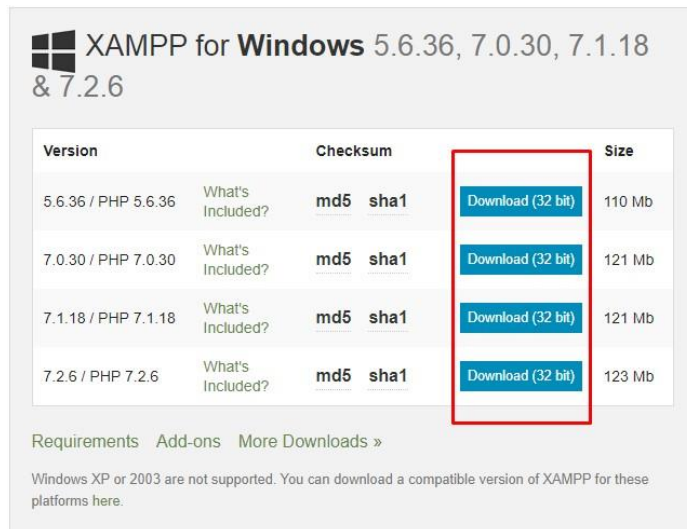 XAMPP for Windows 5.6.36, 7.0.30, 7.1.18
& 7.2.6
Version Checksum Size
5.6.36 / PHP 5.6.36 What's Included? md5 sha1 Download (32 bit) 110 Mb
7.0.30 / PHP 7.0.30 What's Included? md5 sha1 Download (32 bit) 121 Mb
7.1.18 / PHP 7.1.18 What's Included? md5 sha1 Download (32 bit) 121 Mb
7.2.6 / PHP 7.2.6 What's Included? md5 sha1 Download (32 bit) 123 Mb
Requirements Add-ons More Downloads »
Windows XP or 2003 are not supported. You can download a compatible version of XAMPP for these
platforms here.